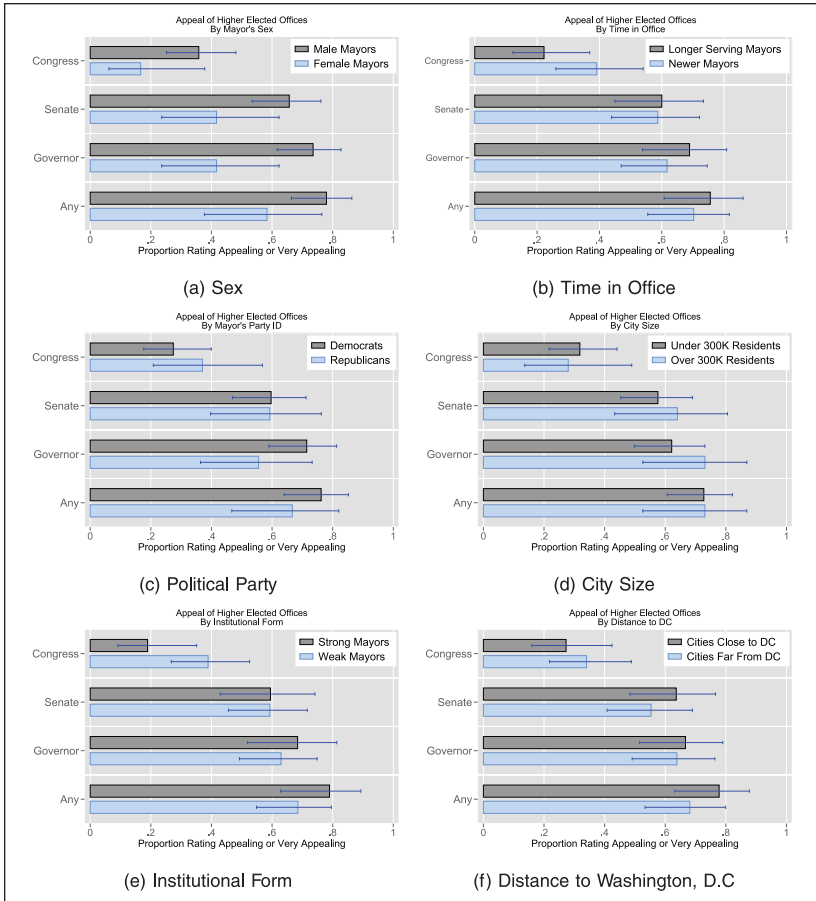 Appeal of Higher Elected Offices
By Mayor's Sex
Congress
Senate
Governor
Any
Male Mayors
Female Mayors
0 .2 .4 .6 .8 1
Proportion Rating Appealing or Very Appealing
(a) Sex
Appeal of Higher Elected Offices
By Time in Office
Congress
Senate
Governor
Any
Longer Serving Mayors
Newer Mayors
0 .2 .4 .6 .8 1
Proportion Rating Appealing or Very Appealing
(b) Time in Office
Appeal of Higher Elected Offices
By Mayor's Party ID
Congress
Senate
Governor
Any
Democrats
Republicans
0 .2 .4 .6 .8 1
Proportion Rating Appealing or Very Appealing
(c) Political Party
Appeal of Higher Elected Offices
By City Size
Congress
Senate
Governor
Any
Under 300K Residents
Over 300K Residents
0 .2 .4 .6 .8 1
Proportion Rating Appealing or Very Appealing
(d) City Size
Appeal of Higher Elected Offices
By Institutional Form
Congress
Senate
Governor
Any
Strong Mayors
Weak Mayors
0 .2 .4 .6 .8 1
Proportion Rating Appealing or Very Appealing
(e) Institutional Form
Appeal of Higher Elected Offices
By Distance to DC
Congress
Senate
Governor
Any
Cities Close to DC
Cities Far From DC
0 .2 .4 .6 .8 1
Proportion Rating Appealing or Very Appealing
(f) Distance to Washington, D.C